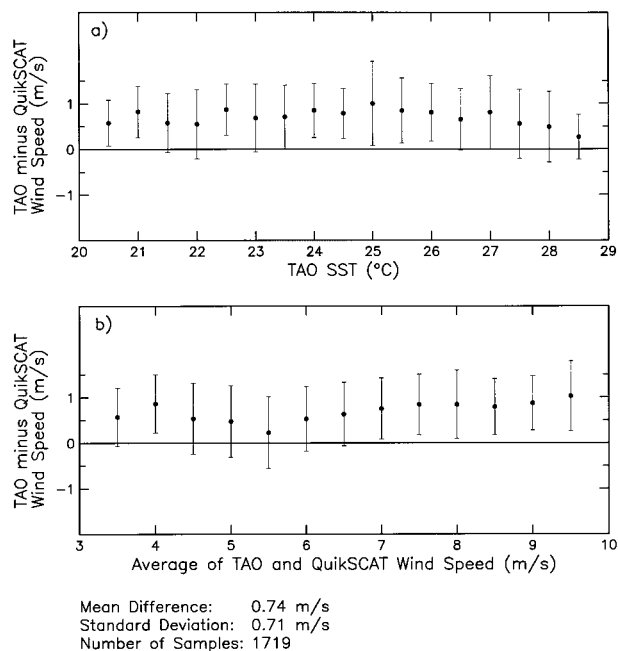 a)
TAO minus QuikSCAT
Wind Speed (m/s)
1
0
−1
20 21 22 23 24 25 26 27 28 29
TAO SST (°C)
b)
TAO minus QuikSCAT
Wind Speed (m/s)
1
0
−1
3 4 5 6 7 8 9 10
Average of TAO and QuikSCAT Wind Speed (m/s)
Mean Difference: 0.74 m/s
Standard Deviation: 0.71 m/s
Number of Samples: 1719